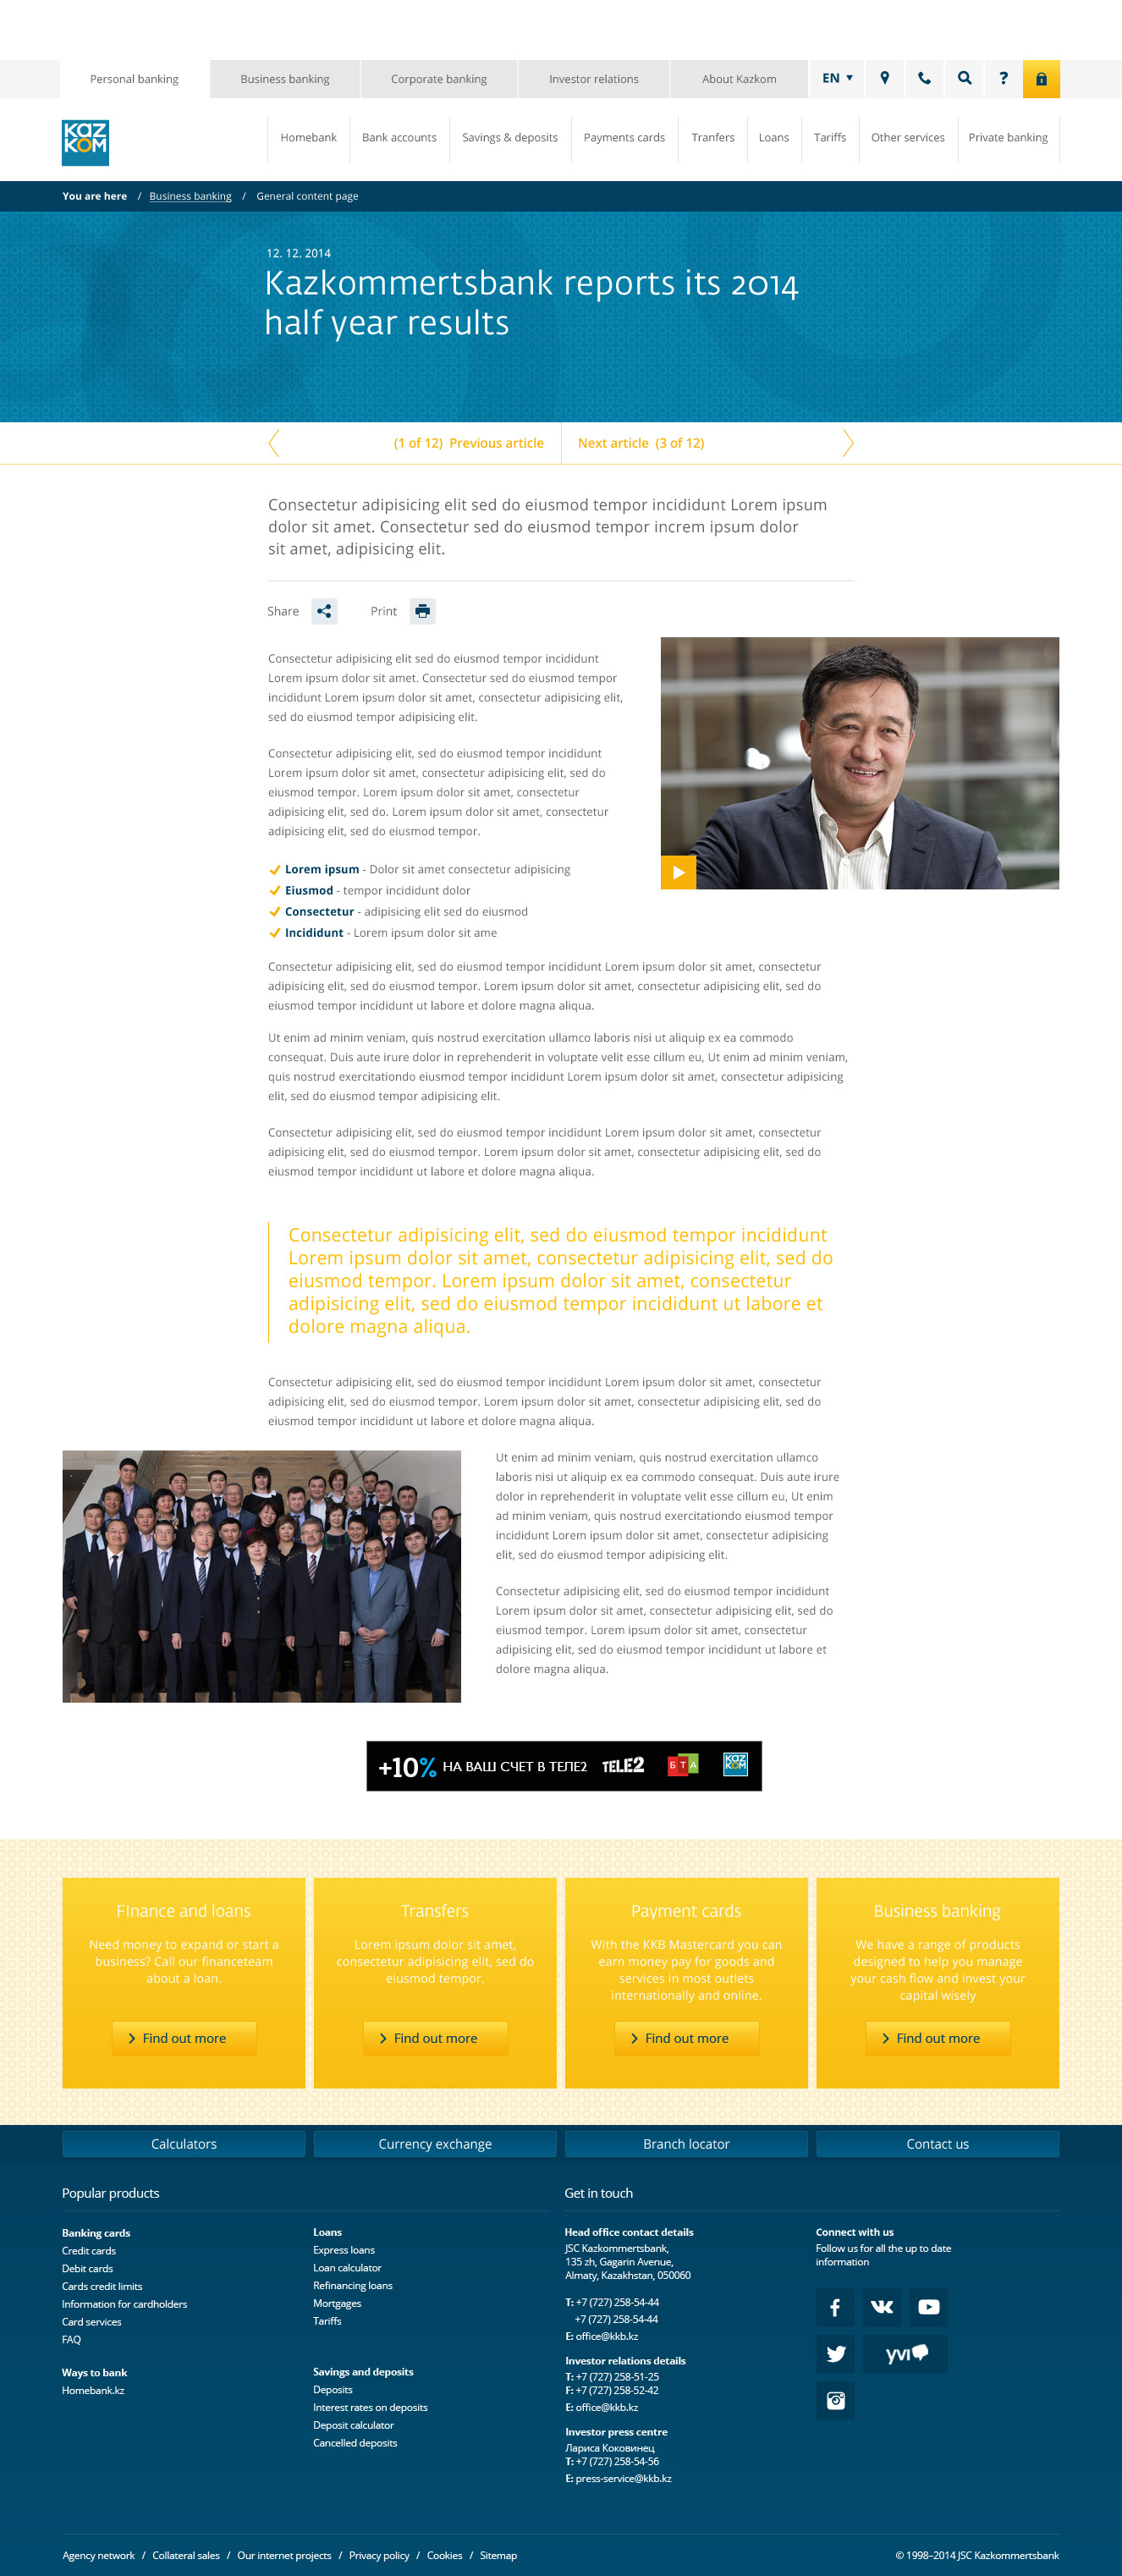 Personal banking
Business banking
Corporate banking
Investor relations
About Kazkom
EN
KAZ
KOM
Homebank
Bank accounts
Savings & deposits
Payments cards
Tranfers
Loans
Tariffs
Other services
Private banking
You are here / Business banking / General content page
12. 12. 2014
Kazkommertsbank reports its 2014
half year results
(1 of 12) Previous article
Next article (3 of 12)
Consectetur adipisicing elit sed do eiusmod tempor incididunt Lorem ipsum
dolor sit amet. Consectetur sed do eiusmod tempor increm ipsum dolor
sit amet, adipisicing elit.
Share
Print
Consectetur adipisicing elit sed do eiusmod tempor incididunt
Lorem ipsum dolor sit amet. Consectetur sed do eiusmod tempor
incididunt Lorem ipsum dolor sit amet, consectetur adipisicing elit,
sed do eiusmod tempor adipisicing elit.
Consectetur adipisicing elit, sed do eiusmod tempor incididunt
Lorem ipsum dolor sit amet, consectetur adipisicing elit, sed do
eiusmod tempor. Lorem ipsum dolor sit amet, consectetur
adipisicing elit, sed do. Lorem ipsum dolor sit amet, consectetur
adipisicing elit, sed do eiusmod tempor.
Lorem ipsum - Dolor sit amet consectetur adipisicing
Eiusmod - tempor incididunt dolor
Consectetur - adipisicing elit sed do eiusmod
Incididunt - Lorem ipsum dolor sit ame
Consectetur adipisicing elit, sed do eiusmod tempor incididunt Lorem ipsum dolor sit amet, consectetur
adipisicing elit, sed do eiusmod tempor. Lorem ipsum dolor sit amet, consectetur adipisicing elit, sed do
eiusmod tempor incididunt ut labore et dolore magna aliqua.
Ut enim ad minim veniam, quis nostrud exercitation ullamco laboris nisi ut aliquip ex ea commodo
consequat. Duis aute irure dolor in reprehenderit in voluptate velit esse cillum eu, Ut enim ad minim veniam,
quis nostrud exercitationdo eiusmod tempor incididunt Lorem ipsum dolor sit amet, consectetur adipisicing
elit, sed do eiusmod tempor adipisicing elit.
Consectetur adipisicing elit, sed do eiusmod tempor incididunt Lorem ipsum dolor sit amet, consectetur
adipisicing elit, sed do eiusmod tempor. Lorem ipsum dolor sit amet, consectetur adipisicing elit, sed do
eiusmod tempor incididunt ut labore et dolore magna aliqua.
Consectetur adipisicing elit, sed do eiusmod tempor incididunt
Lorem ipsum dolor sit amet, consectetur adipisicing elit, sed do
eiusmod tempor. Lorem ipsum dolor sit amet, consectetur
adipisicing elit, sed do eiusmod tempor incididunt ut labore et
dolore magna aliqua.
Consectetur adipisicing elit, sed do eiusmod tempor incididunt Lorem ipsum dolor sit amet, consectetur
adipisicing elit, sed do eiusmod tempor. Lorem ipsum dolor sit amet, consectetur adipisicing elit, sed do
eiusmod tempor incididunt ut labore et dolore magna aliqua.
Ut enim ad minim veniam, quis nostrud exercitation ullamco
laboris nisi ut aliquip ex ea commodo consequat. Duis aute irure
dolor in reprehenderit in voluptate velit esse cillum eu, Ut enim
ad minim veniam, quis nostrud exercitationdo eiusmod tempor
incididunt Lorem ipsum dolor sit amet, consectetur adipisicing
elit, sed do eiusmod tempor adipisicing elit.
Consectetur adipisicing elit, sed do eiusmod tempor incididunt
Lorem ipsum dolor sit amet, consectetur adipisicing elit, sed do
eiusmod tempor. Lorem ipsum dolor sit amet, consectetur
adipisicing elit, sed do eiusmod tempor incididunt ut labore et
dolore magna aliqua.
+10% НА ВАШ СЧЕТ В ТЕЛЕ2 TELE2 БТА KAZ KOM
FInance and loans
Need money to expand or start a
business? Call our financeteam
about a loan.
Find out more
Transfers
Lorem ipsum dolor sit amet,
consectetur adipisicing elit, sed do
eiusmod tempor.
Find out more
Payment cards
With the KKB Mastercard you can
earn money pay for goods and
services in most outlets
internationally and online.
Find out more
Business banking
We have a range of products
designed to help you manage
your cash flow and invest your
capital wisely
Find out more
Calculators
Currency exchange
Branch locator
Contact us
Popular products
Banking cards
Credit cards
Debit cards
Cards credit limits
Information for cardholders
Card services
FAQ
Ways to bank
Homebank.kz
Loans
Express loans
Loan calculator
Refinancing loans
Mortgages
Tariffs
Savings and deposits
Deposits
Interest rates on deposits
Deposit calculator
Cancelled deposits
Get in touch
Head office contact details
JSC Kazkommertsbank,
135 zh, Gagarin Avenue,
Almaty, Kazakhstan, 050060
T: +7 (727) 258-54-44
+7 (727) 258-54-44
E: office@kkb.kz
Investor relations details
T: +7 (727) 258-51-25
F: +7 (727) 258-52-42
E: office@kkb.kz
Investor press centre
Лариса Коковинец
T: +7 (727) 258-54-56
E: press-service@kkb.kz
Connect with us
Follow us for all the up to date
information
yvi
Agency network / Collateral sales / Our internet projects / Privacy policy / Cookies / Sitemap
© 1998–2014 JSC Kazkommertsbank